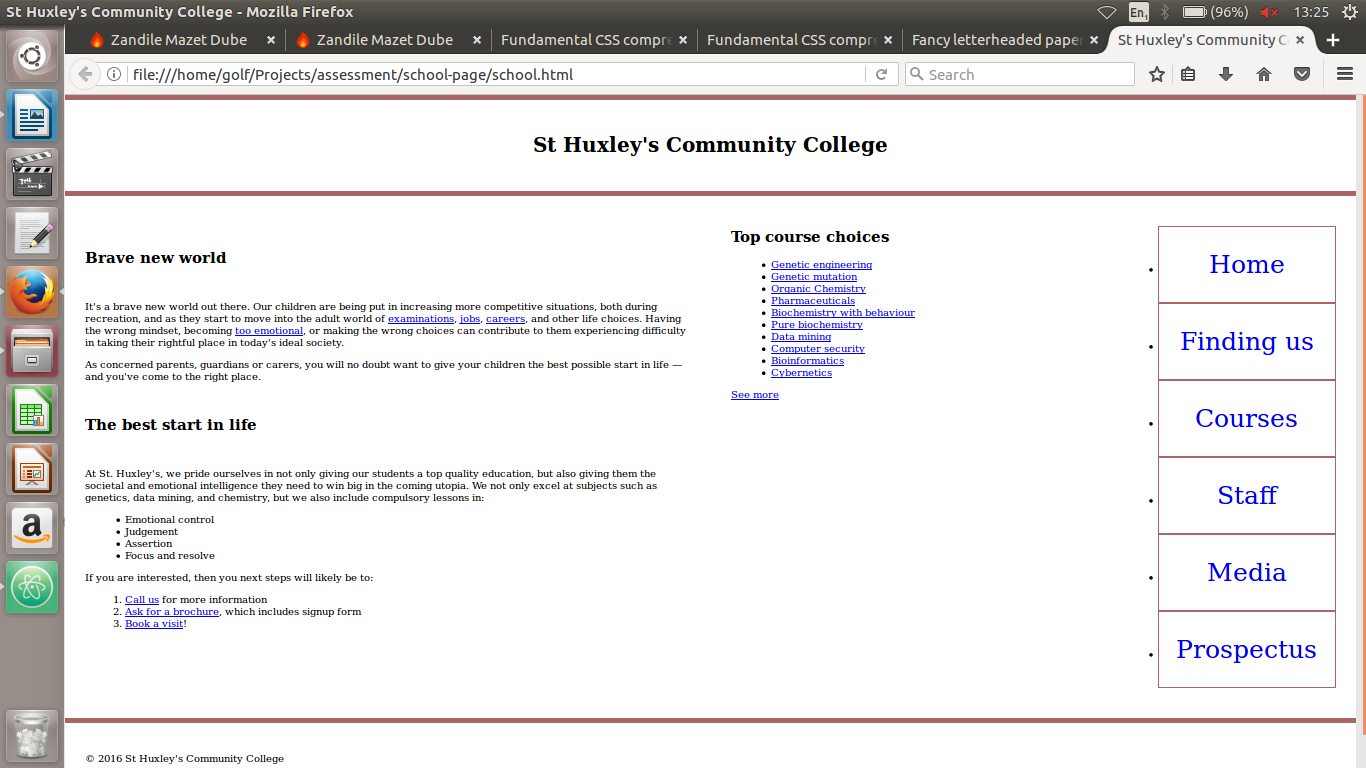 St Huxley's Community College - Mozilla Firefox
En1
(96%)
13:25
Zandile Mazet Dube
Zandile Mazet Dube
Fundamental CSS compre
Fundamental CSS compre
Fancy letterheaded paper
St Huxley's Community C
file:///home/golf/Projects/assessment/school-page/school.html
Search
St Huxley's Community College
Brave new world
It's a brave new world out there. Our children are being put in increasing more competitive situations, both during
recreation, and as they start to move into the adult world of examinations, jobs, careers, and other life choices. Having
the wrong mindset, becoming too emotional, or making the wrong choices can contribute to them experiencing difficulty
in taking their rightful place in today's ideal society.
As concerned parents, guardians or carers, you will no doubt want to give your children the best possible start in life —
and you've come to the right place.
The best start in life
At St. Huxley's, we pride ourselves in not only giving our students a top quality education, but also giving them the
societal and emotional intelligence they need to win big in the coming utopia. We not only excel at subjects such as
genetics, data mining, and chemistry, but we also include compulsory lessons in:
• Emotional control
• Judgement
• Assertion
• Focus and resolve
If you are interested, then you next steps will likely be to:
1. Call us for more information
2. Ask for a brochure, which includes signup form
3. Book a visit!
Top course choices
• Genetic engineering
• Genetic mutation
• Organic Chemistry
• Pharmaceuticals
• Biochemistry with behaviour
• Pure biochemistry
• Data mining
• Computer security
• Bioinformatics
• Cybernetics
See more
• Home
• Finding us
• Courses
• Staff
• Media
• Prospectus
© 2016 St Huxley's Community College